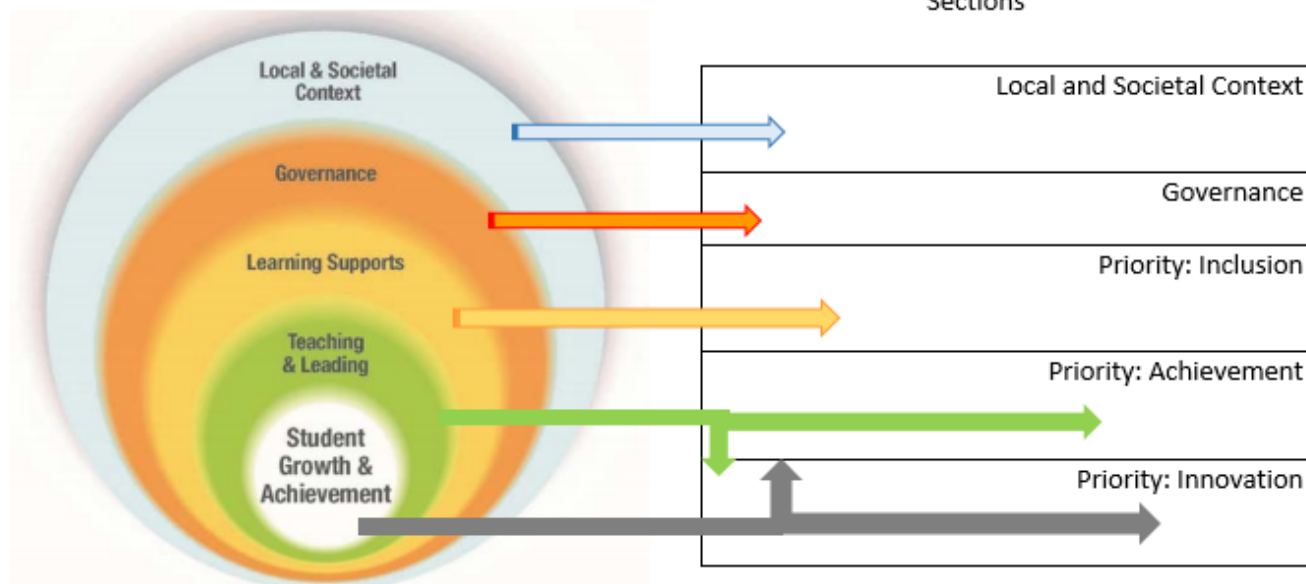 Sections
Local & Societal
Context
Governance
Learning Supports
Teaching
& Leading
Student
Growth &
Achievement
Local and Societal Context
Governance
Priority: Inclusion
Priority: Achievement
Priority: Innovation